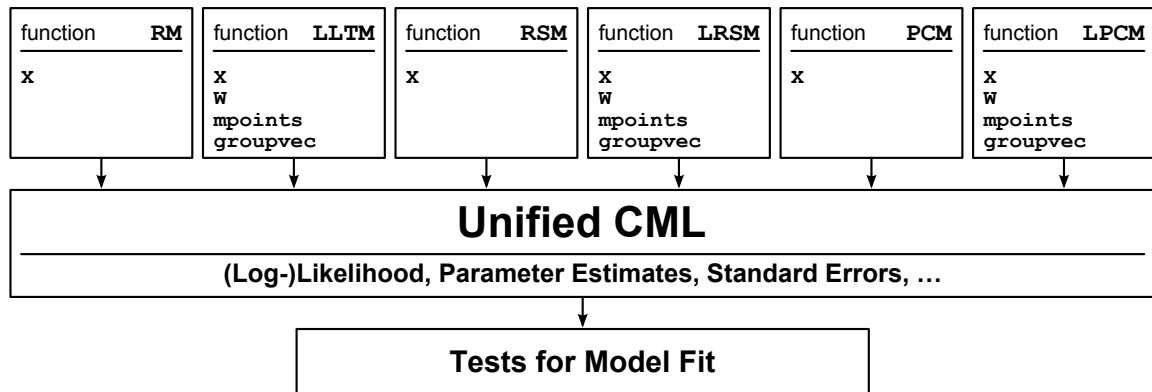 function RM
X
function LLTM
X
W
mpoints
groupvec
function RSM
X
function LRSM
X
W
mpoints
groupvec
function PCM
X
function LPCM
X
W
mpoints
groupvec
Unified CML
(Log-)Likelihood, Parameter Estimates, Standard Errors, …
Tests for Model Fit